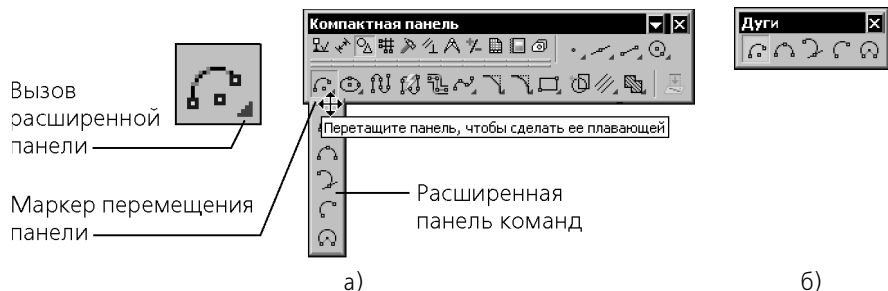 Компактная панель
Дуги
Вызов
расширенной
панели
Перетащите панель, чтобы сделать ее плавающей
Маркер перемещения
панели
Расширенная
панель команд
а)
б)